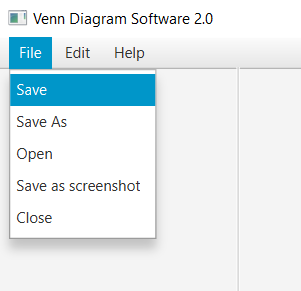 Venn Diagram Software 2.0
File Edit Help
Save
Save As
Open
Save as screenshot
Close